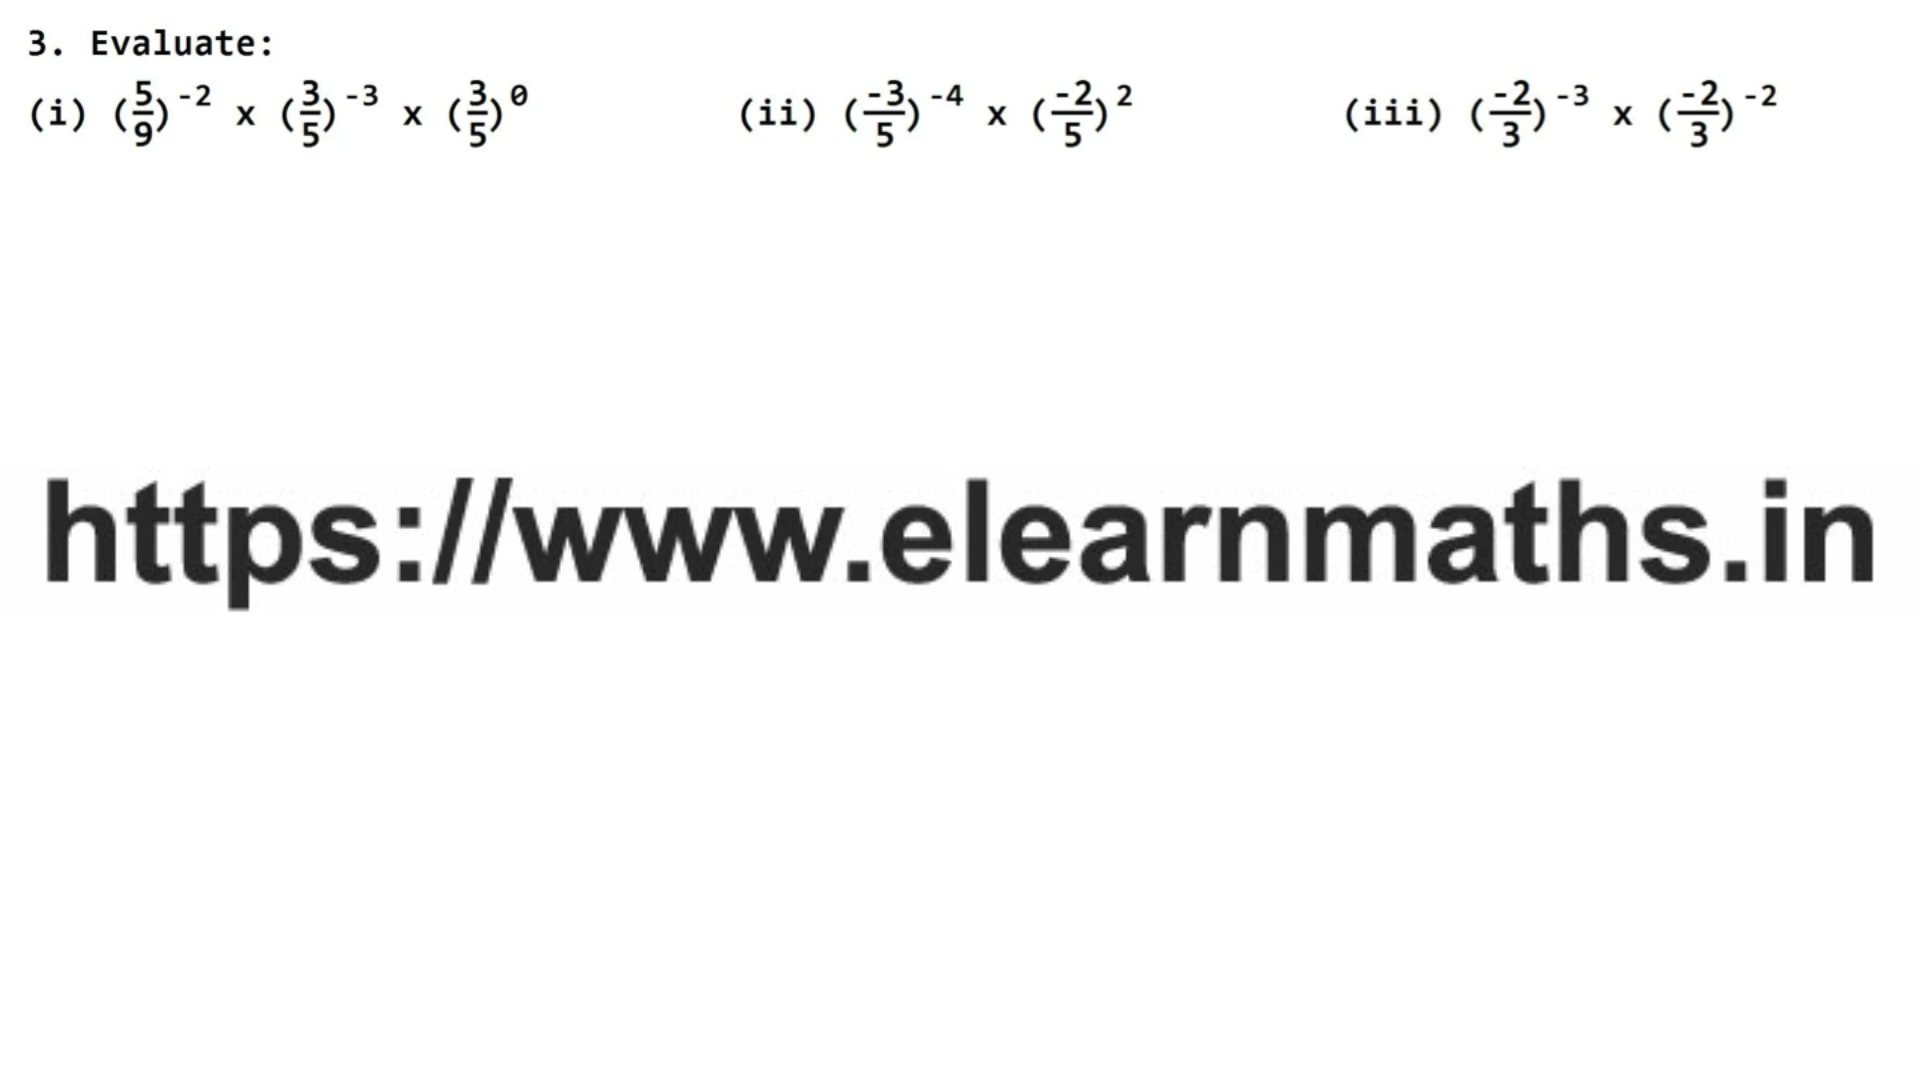 3. Evaluate:
(i) (5/9)^-2 x (3/5)^-3 x (3/5)^0 (ii) (-3/5)^-4 x (-2/5)^2 (iii) (-2/3)^-3 x (-2/3)^-2
https://www.elearnmaths.in